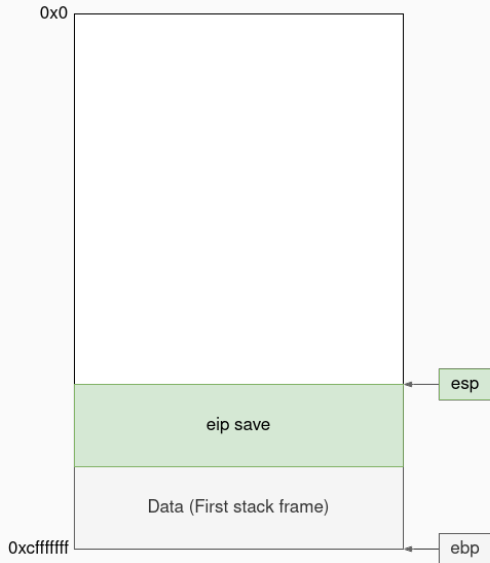 0x0
esp
eip save
Data (First stack frame)
0xcfffffff
ebp